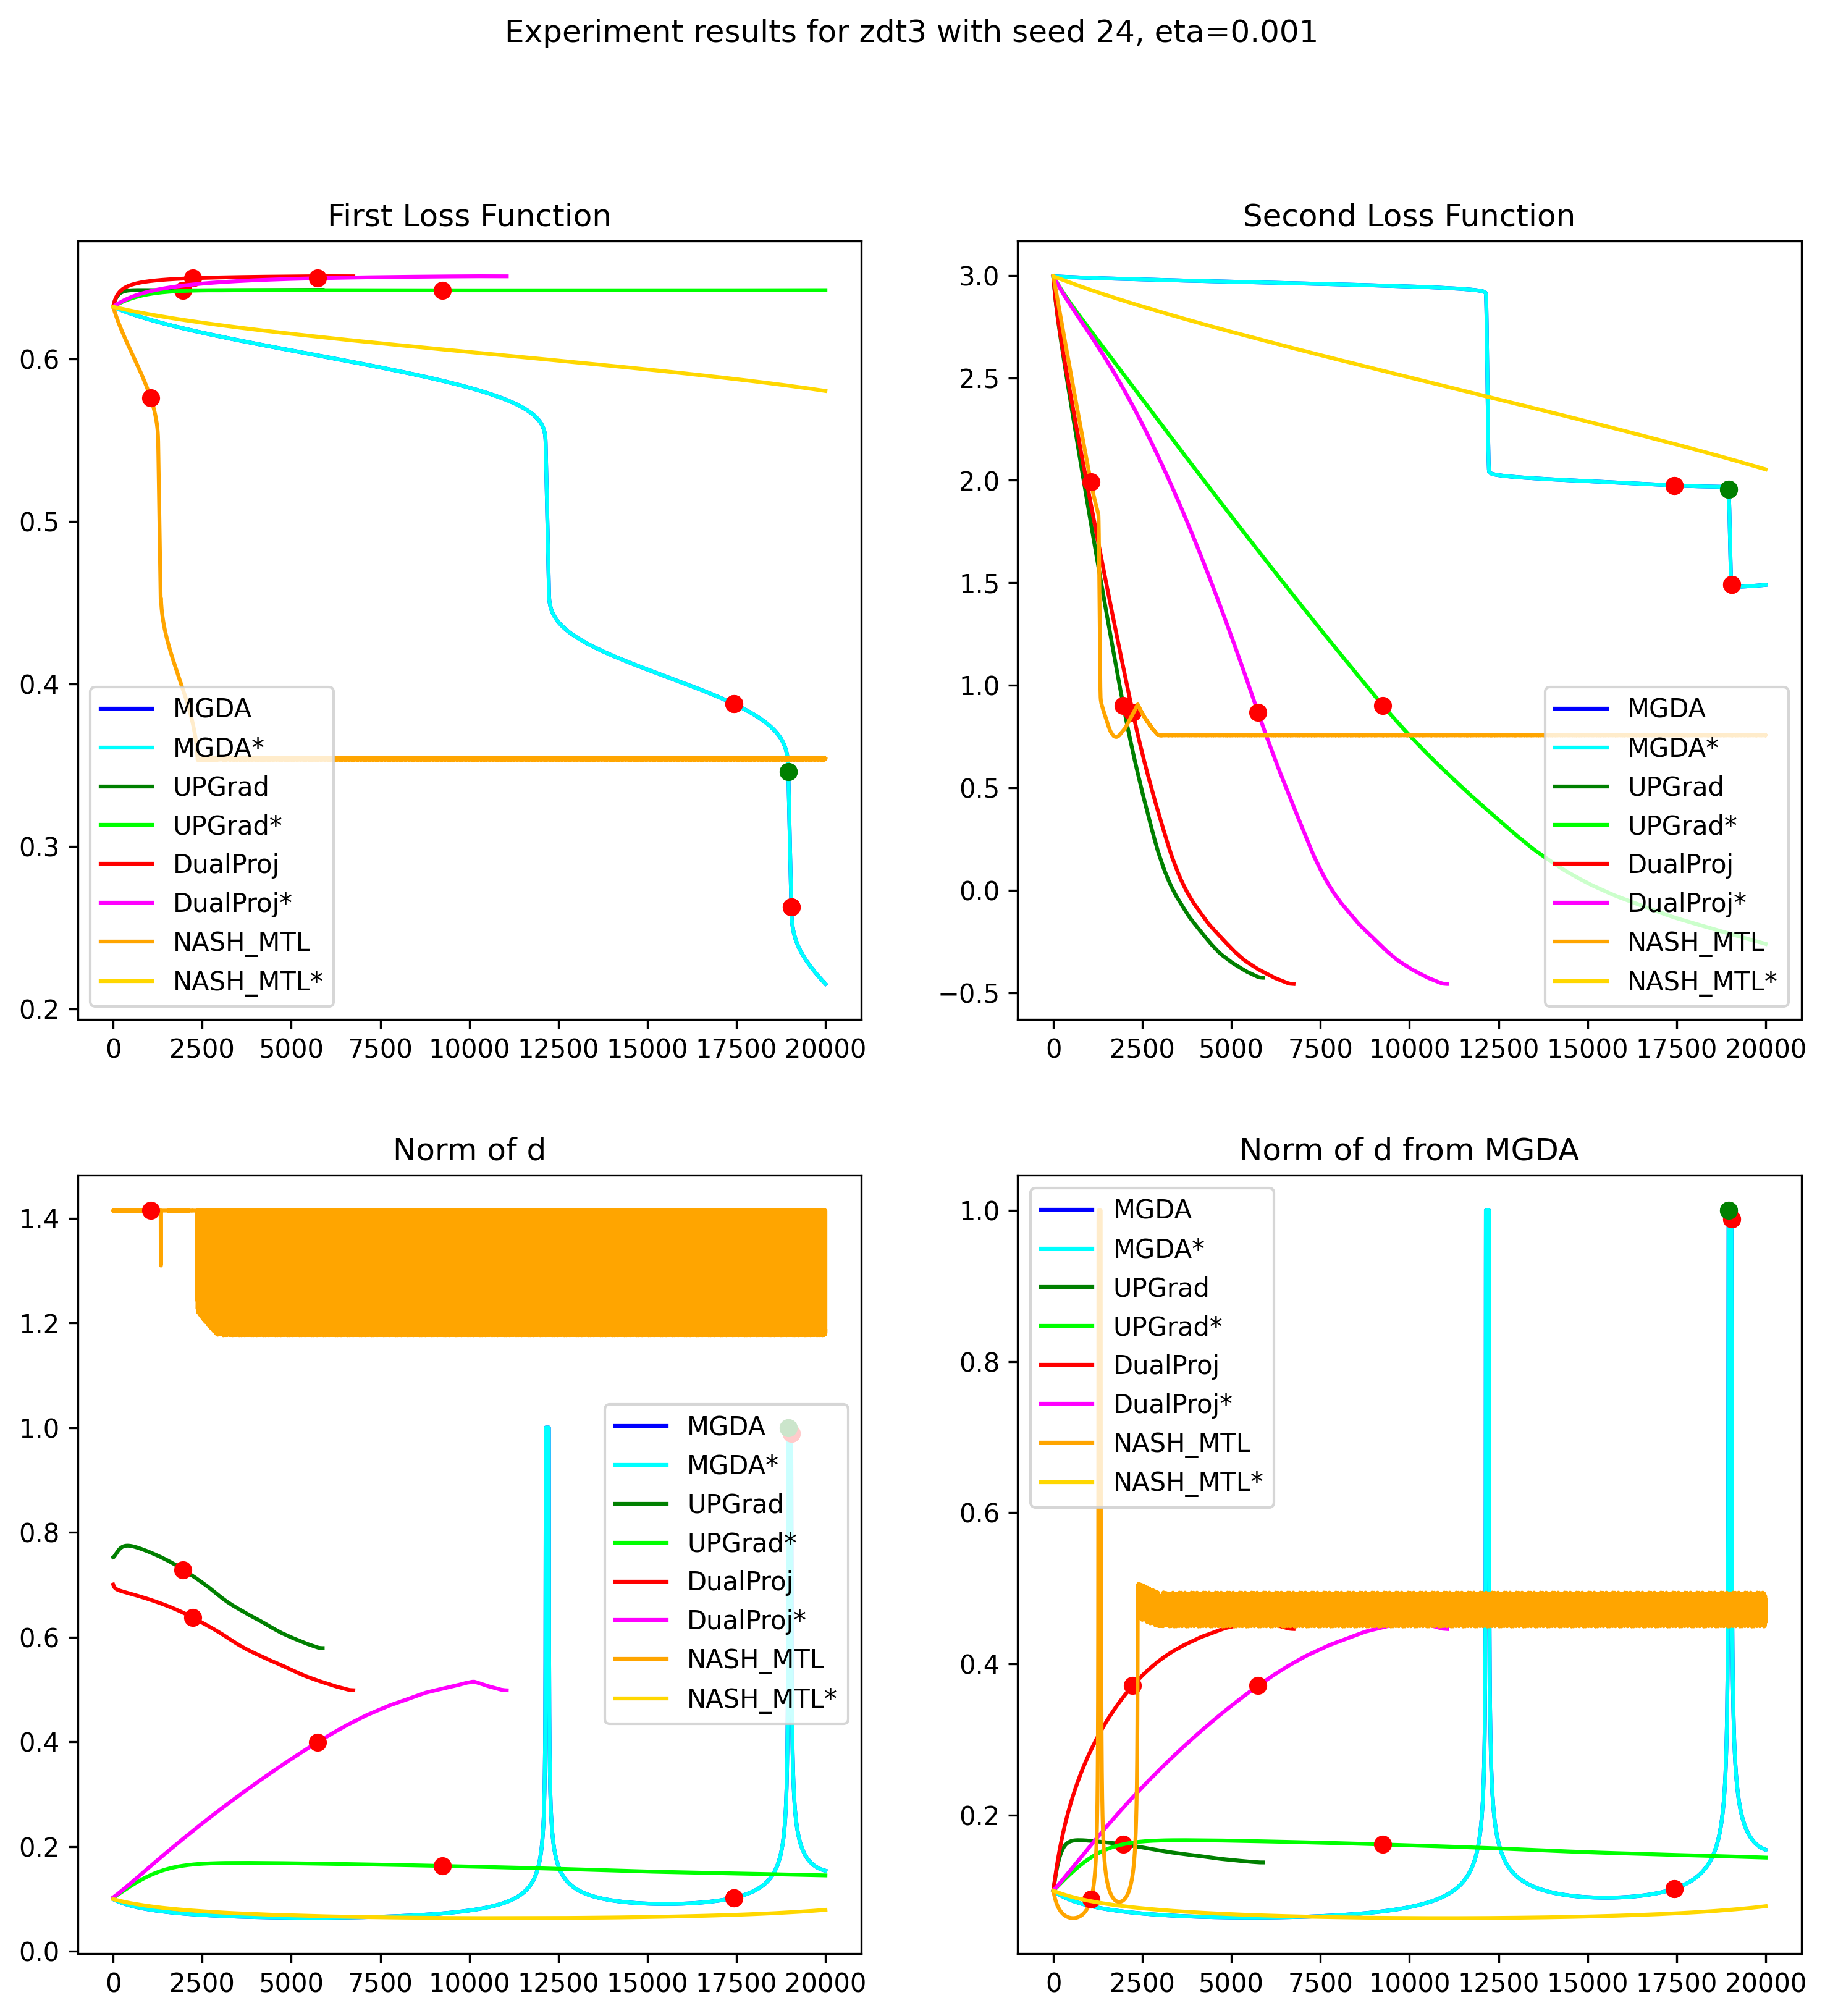 Experiment results for zdt3 with seed 24, eta=0.001
First Loss Function
0.6
0.5
0.4
0.3
0.2
0 2500 5000 7500 10000 12500 15000 17500 20000
MGDA
MGDA*
UPGrad
UPGrad*
DualProj
DualProj*
NASH_MTL
NASH_MTL*
Second Loss Function
3.0
2.5
2.0
1.5
1.0
0.5
0.0
−0.5
0 2500 5000 7500 10000 12500 15000 17500 20000
MGDA
MGDA*
UPGrad
UPGrad*
DualProj
DualProj*
NASH_MTL
NASH_MTL*
Norm of d
1.4
1.2
1.0
0.8
0.6
0.4
0.2
0.0
0 2500 5000 7500 10000 12500 15000 17500 20000
MGDA
MGDA*
UPGrad
UPGrad*
DualProj
DualProj*
NASH_MTL
NASH_MTL*
Norm of d from MGDA
1.0
0.8
0.6
0.4
0.2
0 2500 5000 7500 10000 12500 15000 17500 20000
MGDA
MGDA*
UPGrad
UPGrad*
DualProj
DualProj*
NASH_MTL
NASH_MTL*